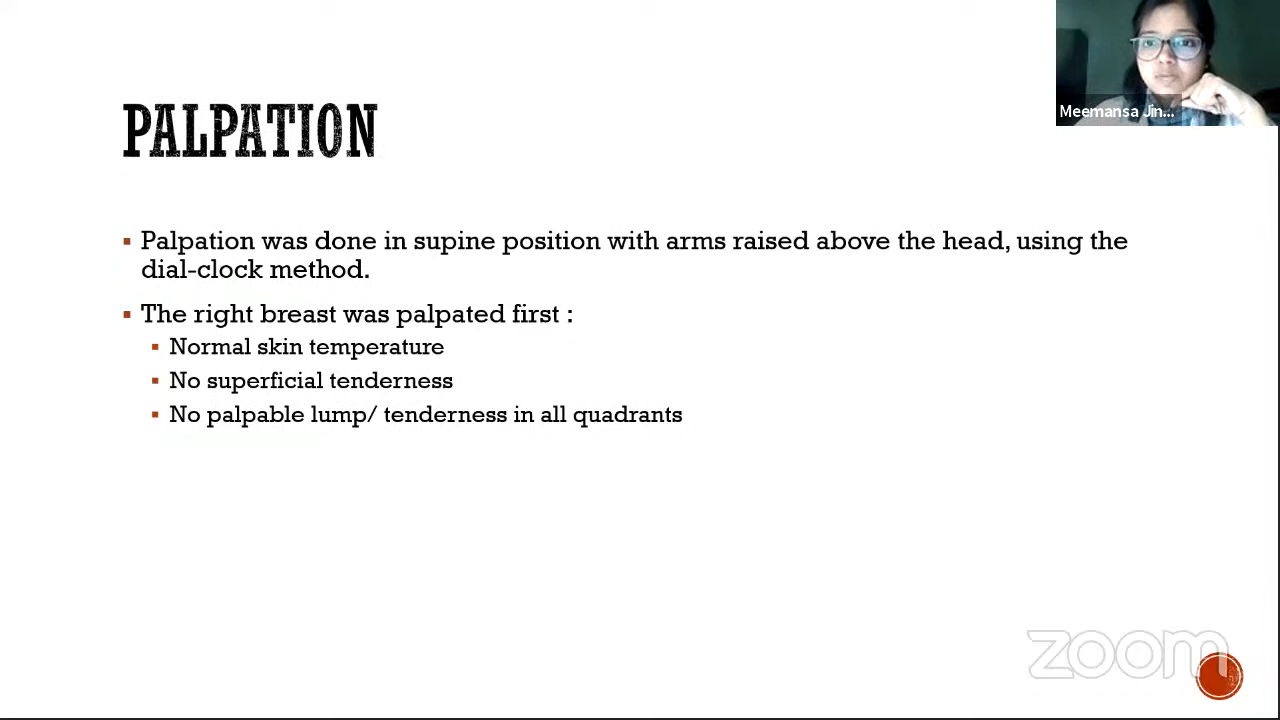 Meemansa Jin...
PALPATION
▪ Palpation was done in supine position with arms raised above the head, using the
dial-clock method.
▪ The right breast was palpated first :
▪ Normal skin temperature
▪ No superficial tenderness
▪ No palpable lump/ tenderness in all quadrants
zoom